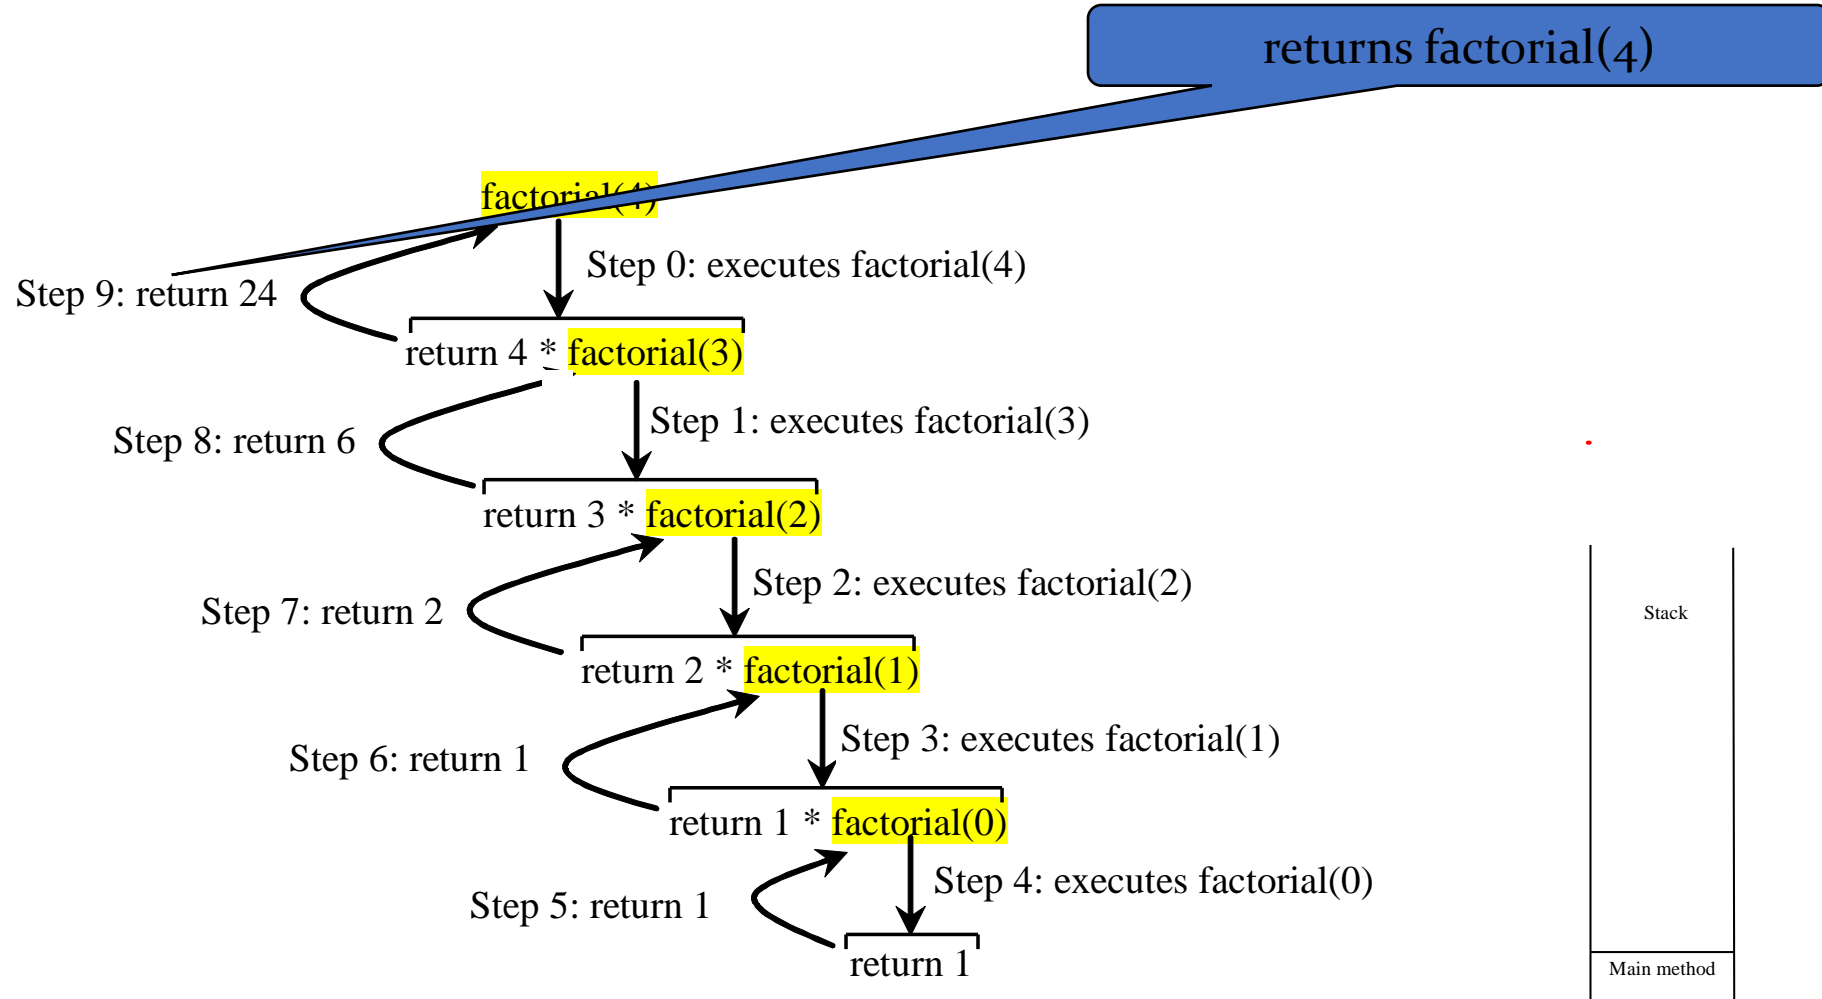 returns factorial(4)
factorial(4)
Step 0: executes factorial(4)
Step 9: return 24
return 4 * factorial(3)
Step 1: executes factorial(3)
Step 8: return 6
return 3 * factorial(2)
Step 2: executes factorial(2)
Step 7: return 2
Stack
return 2 * factorial(1)
Step 3: executes factorial(1)
Step 6: return 1
return 1 * factorial(0)
Step 4: executes factorial(0)
Step 5: return 1
return 1
Main method